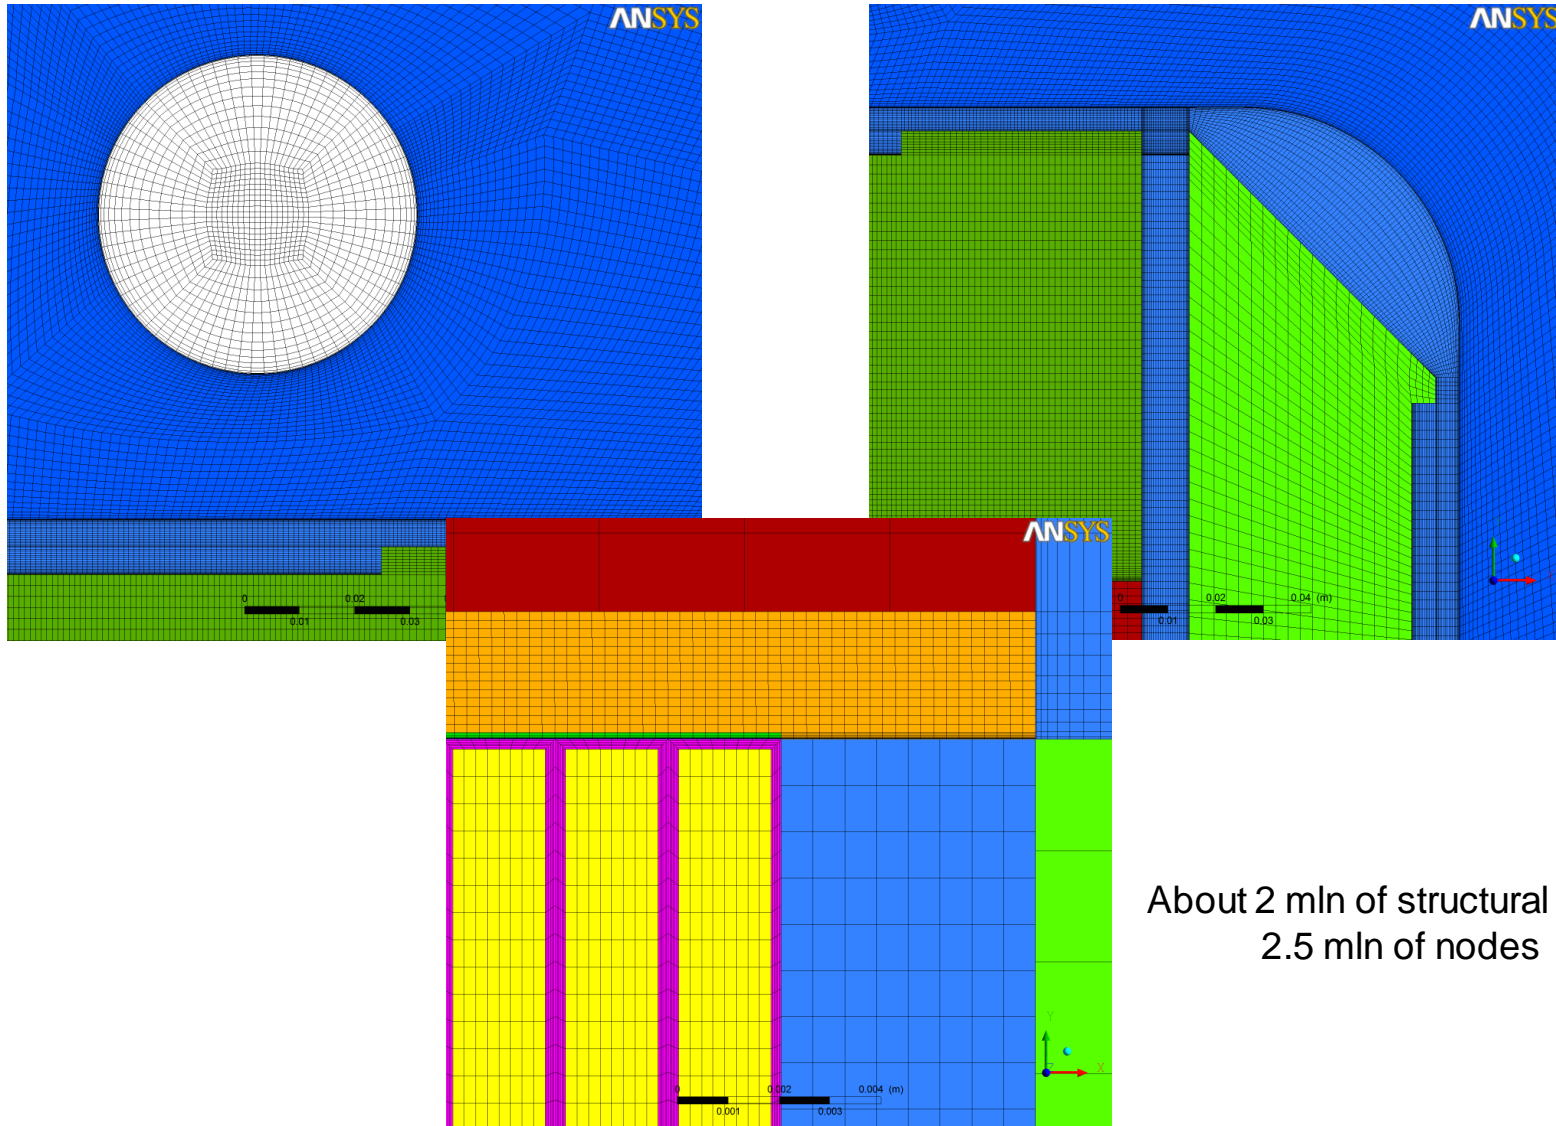 ANSYS
ANSYS
0 0.02
0.01 0.03
0 0.02 0.04 (m)
0.01 0.03
ANSYS
About 2 mln of structural
2.5 mln of nodes
Y
Z X
0 0.002 0.004 (m)
0.001 0.003